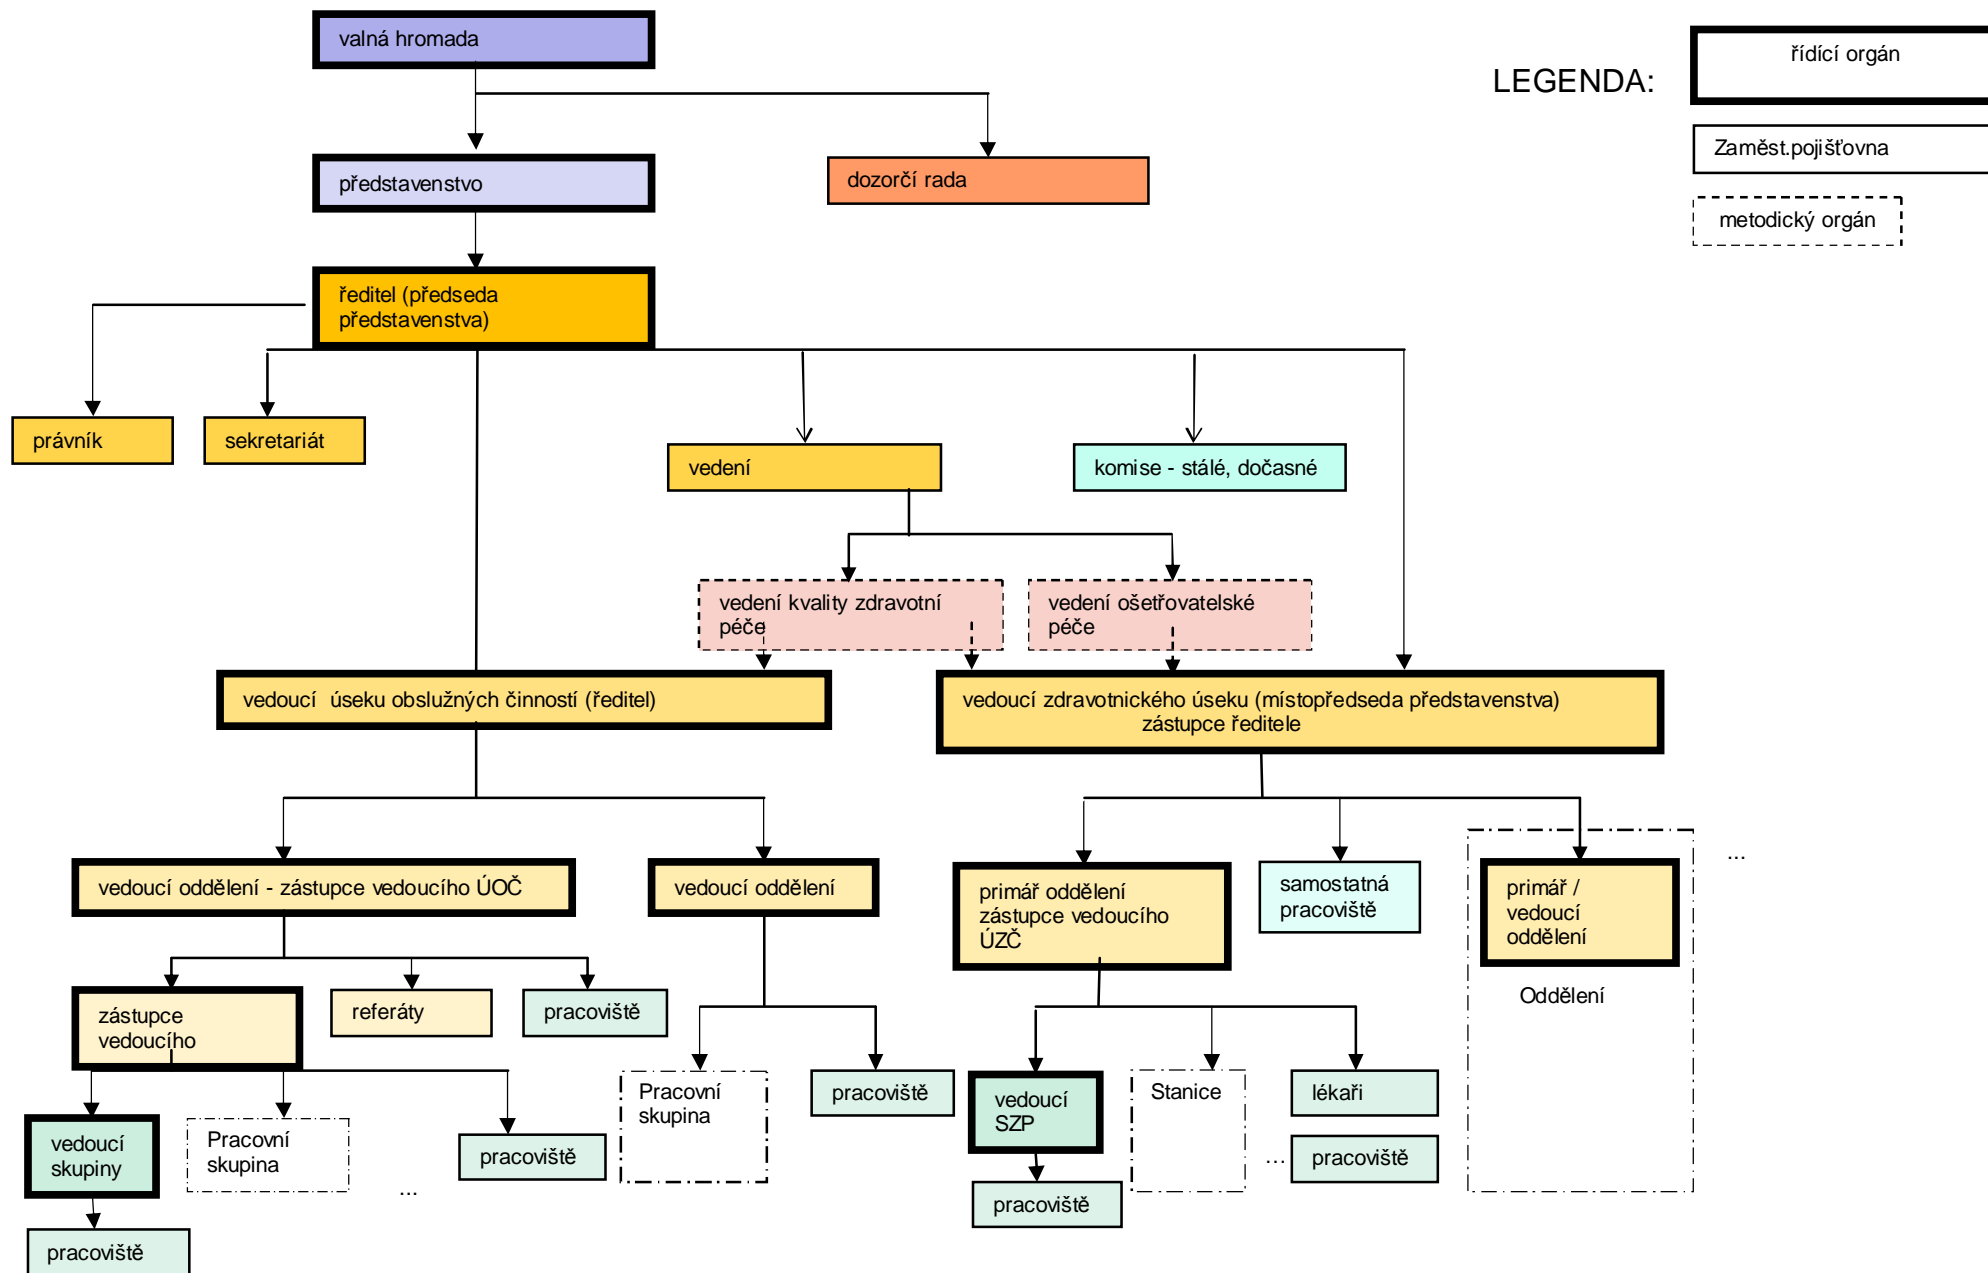 valná hromada
LEGENDA:
řídící orgán
Zaměst.pojišťovna
metodický orgán
představenstvo
dozorčí rada
ředitel (předseda
představenstva)
právník
sekretariát
vedení
komise - stálé, dočasné
vedení kvality zdravotní
péče
vedení ošetřovatelské
péče
vedoucí úseku obslužných činností (ředitel)
vedoucí zdravotnického úseku (místopředseda představenstva)
zástupce ředitele
vedoucí oddělení - zástupce vedoucího ÚOČ
vedoucí oddělení
primář oddělení
zástupce vedoucího
ÚZČ
samostatná
pracoviště
primář /
vedoucí
oddělení
...
Oddělení
zástupce
vedoucího
referáty
pracoviště
Pracovní
skupina
pracoviště
vedoucí
SZP
Stanice
lékaři
vedoucí
skupiny
Pracovní
skupina
...
pracoviště
...
pracoviště
pracoviště
pracoviště